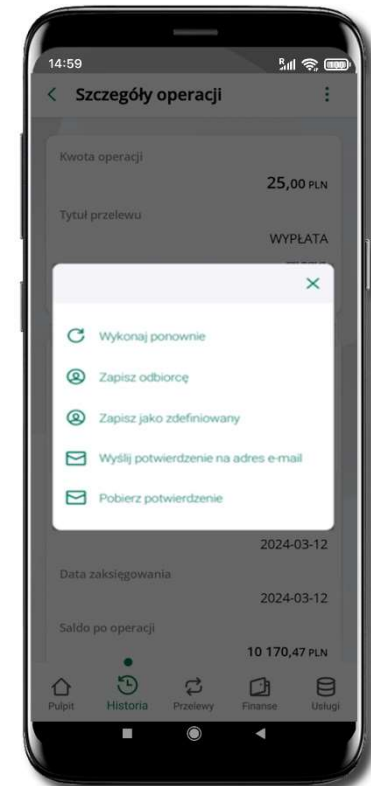 14:59
Szczegóły operacji
Kwota operacji
25,00 PLN
Tytuł przelewu
WYPŁATA
Wykonaj ponownie
Zapisz odbiorcę
Zapisz jako zdefiniowany
Wyślij potwierdzenie na adres e-mail
Pobierz potwierdzenie
2024-03-12
Data zaksięgowania
2024-03-12
Saldo po operacji
10 170,47 PLN
Pulpit Historia Przelewy Finanse Usługi